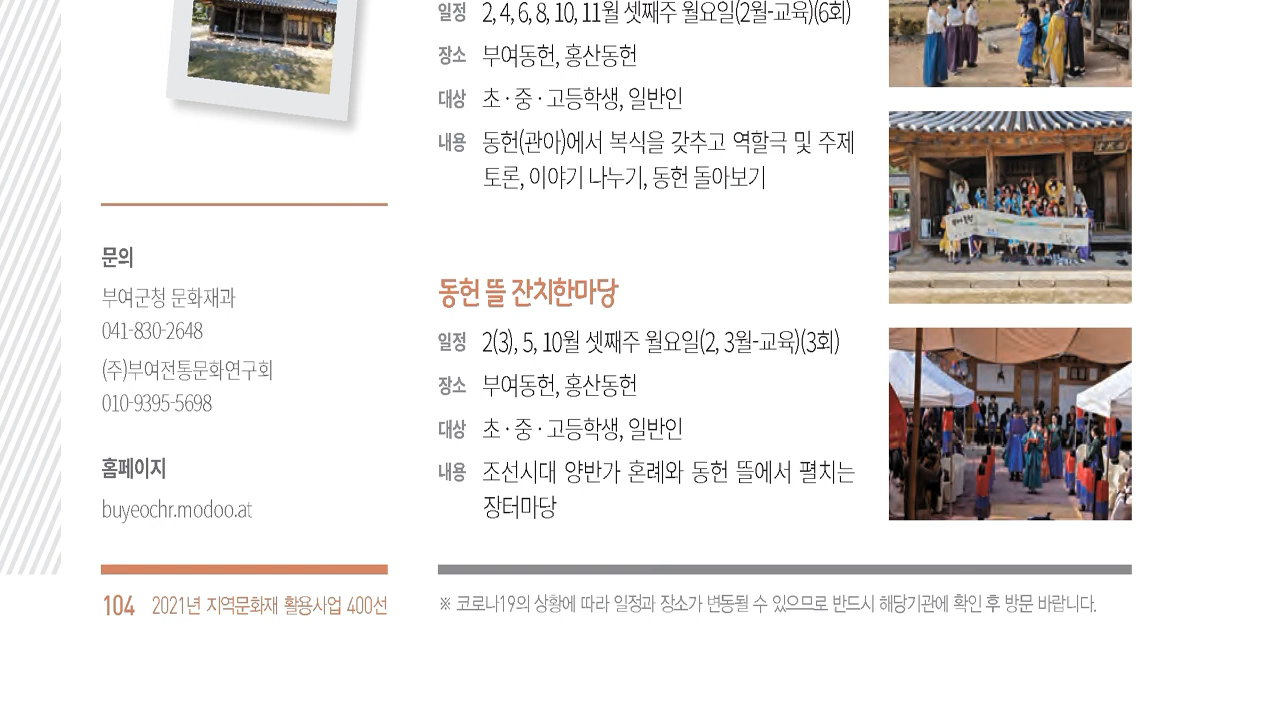 문의
부여군청 문화재과
041-830-2648
(주)부여전통문화연구회
010-9395-5698
홈페이지
buyeochr.modoo.at
일정 2, 4, 6, 8, 10, 11월 셋째주 월요일(2월-교육)(6회)
장소 부여동헌, 홍산동헌
대상 초·중·고등학생, 일반인
내용 동헌(관아)에서 복식을 갖추고 역할극 및 주제
토론, 이야기 나누기, 동헌 돌아보기
동헌 뜰 잔치한마당
일정 2(3), 5, 10월 셋째주 월요일(2, 3월-교육)(3회)
장소 부여동헌, 홍산동헌
대상 초·중·고등학생, 일반인
내용 조선시대 양반가 혼례와 동헌 뜰에서 펼치는
장터마당
104 2021년 지역문화재 활용사업 400선
※ 코로나19의 상황에 따라 일정과 장소가 변동될 수 있으므로 반드시 해당기관에 확인 후 방문 바랍니다.